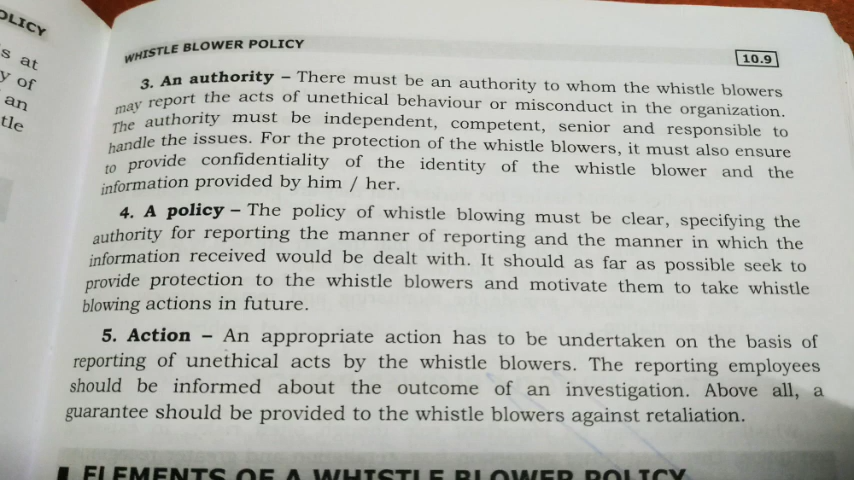 OLICY
s at
y of
an
tle
WHISTLE BLOWER POLICY
10.9
3. An authority – There must be an authority to whom the whistle blowers
may report the acts of unethical behaviour or misconduct in the organization.
The authority must be independent, competent, senior and responsible to
handle the issues. For the protection of the whistle blowers, it must also ensure
to provide confidentiality of the identity of the whistle blower and the
information provided by him / her.
4. A policy – The policy of whistle blowing must be clear, specifying the
authority for reporting the manner of reporting and the manner in which the
information received would be dealt with. It should as far as possible seek to
provide protection to the whistle blowers and motivate them to take whistle
blowing actions in future.
5. Action – An appropriate action has to be undertaken on the basis of
reporting of unethical acts by the whistle blowers. The reporting employees
should be informed about the outcome of an investigation. Above all, a
guarantee should be provided to the whistle blowers against retaliation.
ELEMENTS OF A WHISTLE BLOWER POLICY